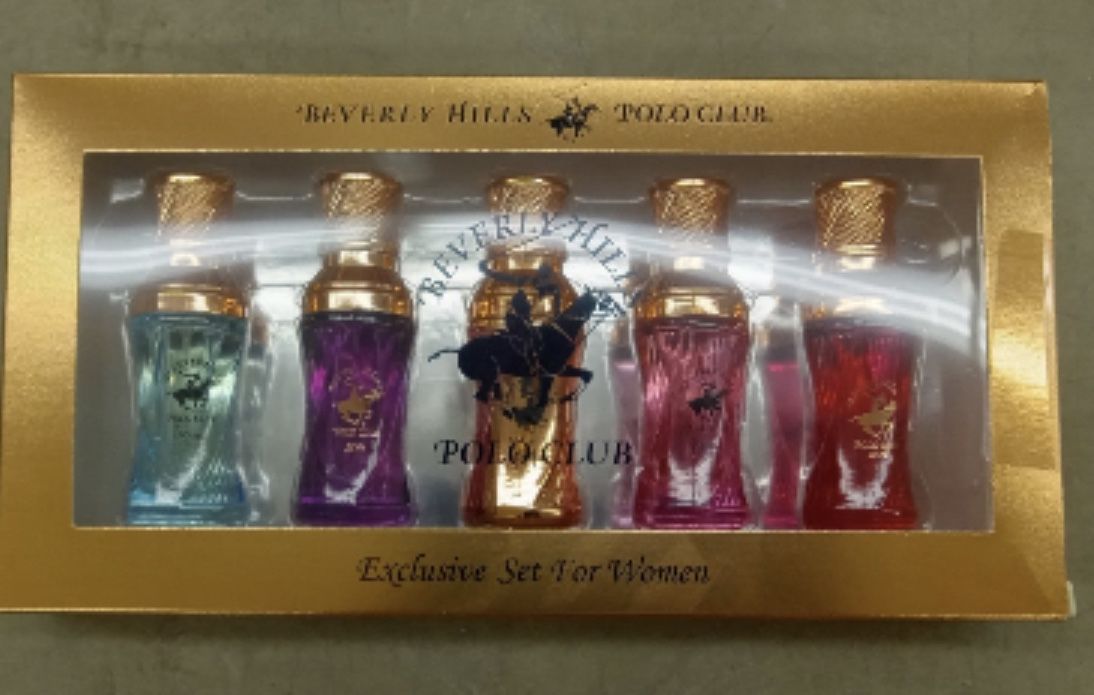 BEVERLY HILLS POLO CLUB
BEVERLY HILLS
POLO CLUB
Exclusive Set For Women